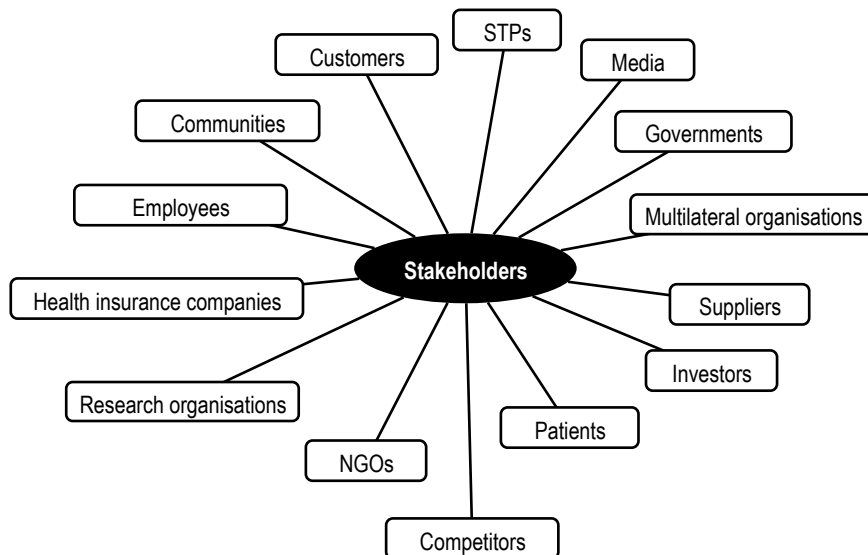 STPs
Customers
Media
Communities
Governments
Employees
Multilateral organisations
Stakeholders
Health insurance companies
Suppliers
Investors
Research organisations
Patients
NGOs
Competitors